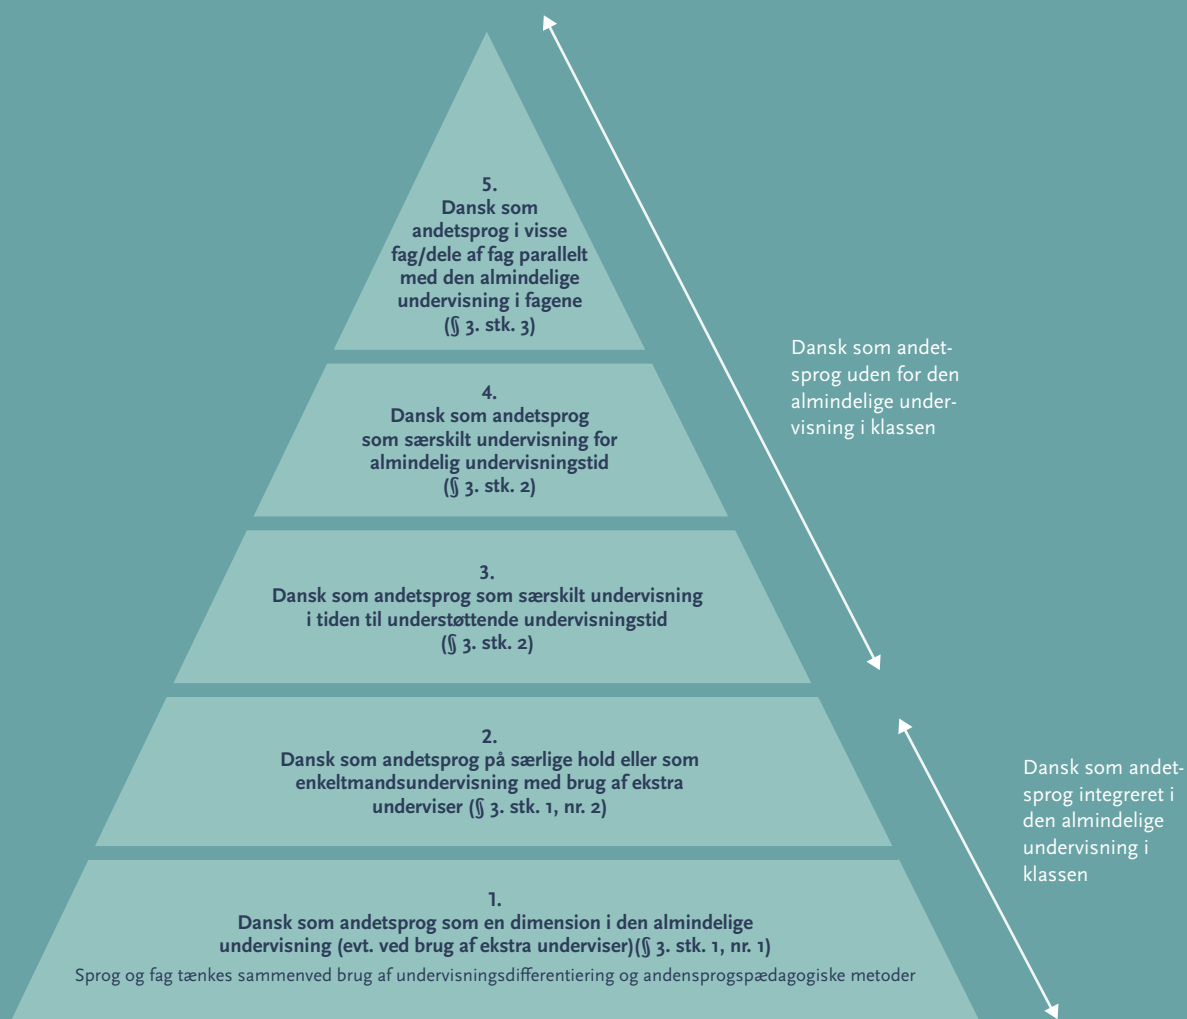 5.
Dansk som
andetsprog i visse
fag/dele af fag parallelt
med den almindelige
undervisning i fagene
(§ 3. stk. 3)
Dansk som andet-
sprog uden for den
almindelige under-
visning i klassen
4.
Dansk som andetsprog
som særskilt undervisning for
almindelig undervisningstid
(§ 3. stk. 2)
3.
Dansk som andetsprog som særskilt undervisning
i tiden til understøttende undervisningstid
(§ 3. stk. 2)
2.
Dansk som andetsprog på særlige hold eller som
enkeltmandsundervisning med brug af ekstra
underviser (§ 3. stk. 1, nr. 2)
Dansk som andet-
sprog integreret i
den almindelige
undervisning i
klassen
1.
Dansk som andetsprog som en dimension i den almindelige
undervisning (evt. ved brug af ekstra underviser)(§ 3. stk. 1, nr. 1)
Sprog og fag tænkes sammenved brug af undervisningsdifferentiering og andensprogspædagogiske metoder